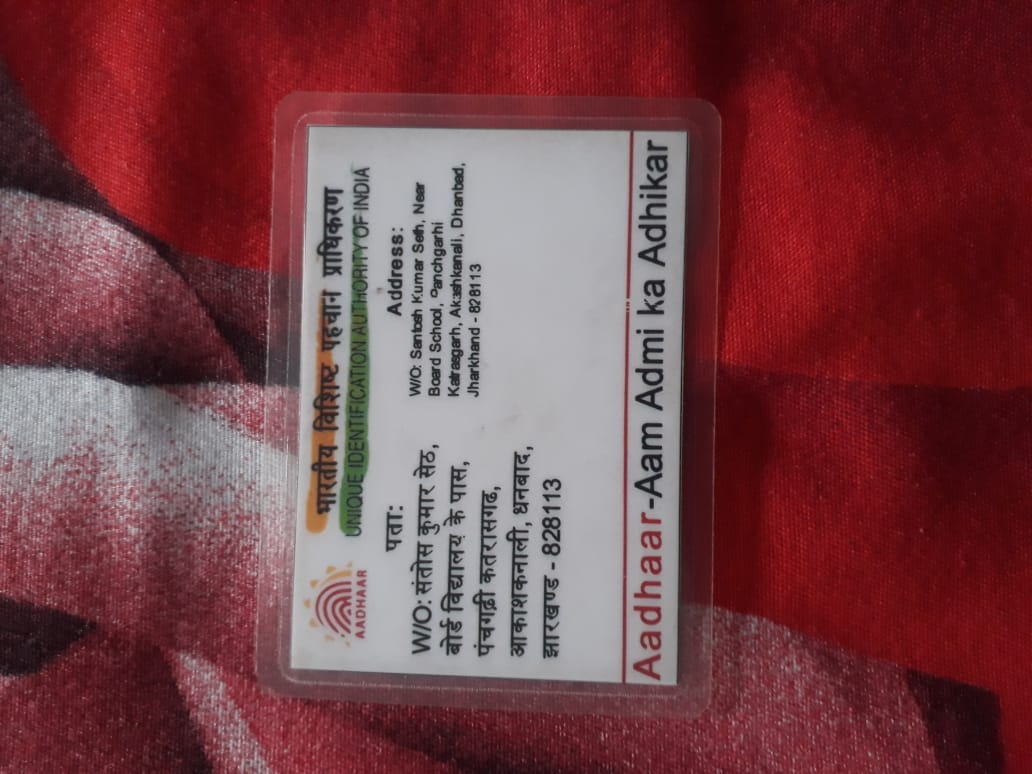 भारतीय विशिष्ट पहचान प्राधिकरण
UNIQUE IDENTIFICATION AUTHORITY OF INDIA
AADHAAR
पता:
W/O: संतोस कुमार सेठ,
बोर्ड विद्यालय के पास,
पंचगढ़ी कतरासगढ,
आकाशकनाली, धनबाद,
झारखण्ड - 828113
Address:
W/O: Santosh Kumar Seth, Near
Board School, Panchgarhi
Katrasgarh, Akashkanali, Dhanbad,
Jharkhand - 828113
Aadhaar-Aam Admi ka Adhikar